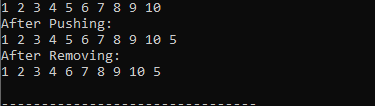 1 2 3 4 5 6 7 8 9 10
After Pushing:
1 2 3 4 5 6 7 8 9 10 5
After Removing:
1 2 3 4 6 7 8 9 10 5
--------------------------------